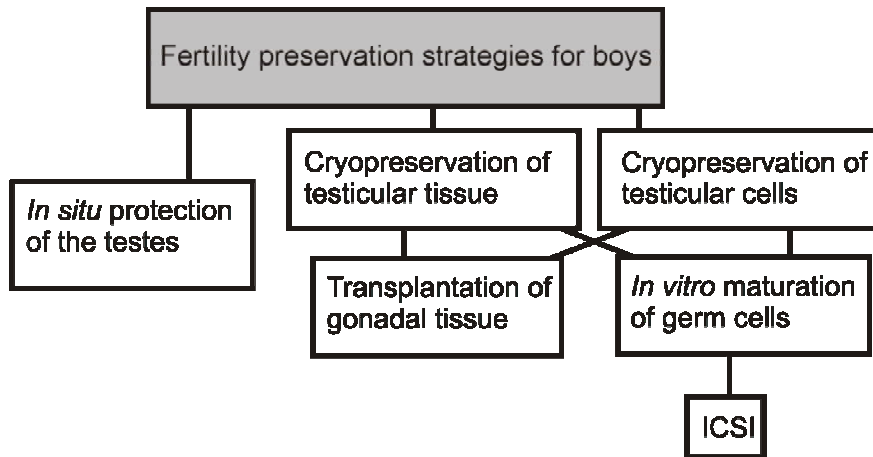 Fertility preservation strategies for boys
In situ protection
of the testes
Cryopreservation of
testicular tissue
Cryopreservation of
testicular cells
Transplantation of
gonadal tissue
In vitro maturation
of germ cells
ICSI